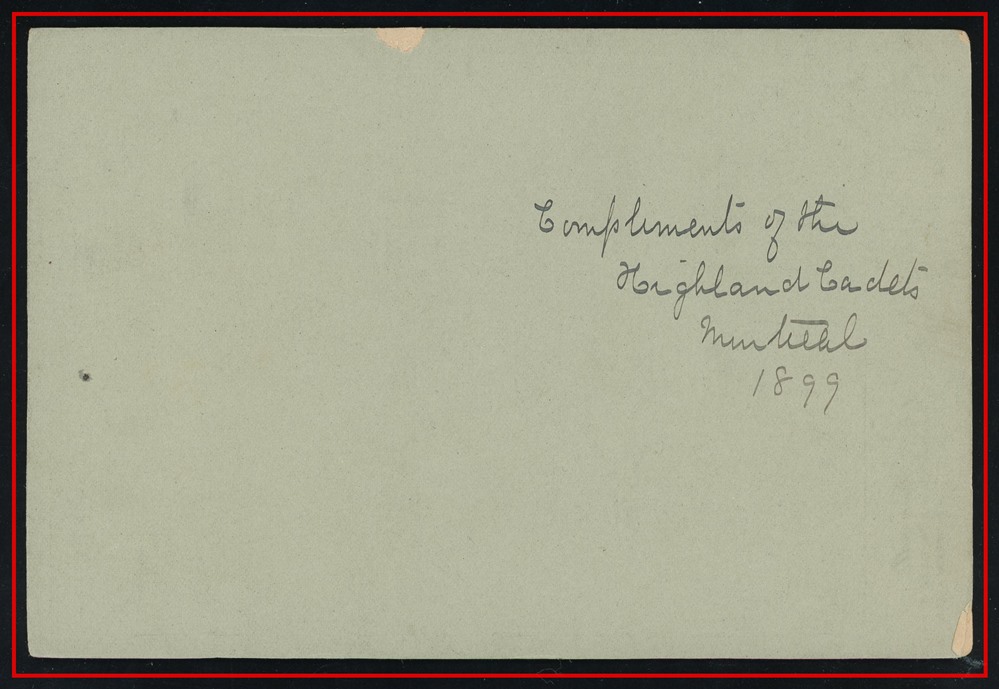 Compliments of the
Highland Cadets
Montreal
1899